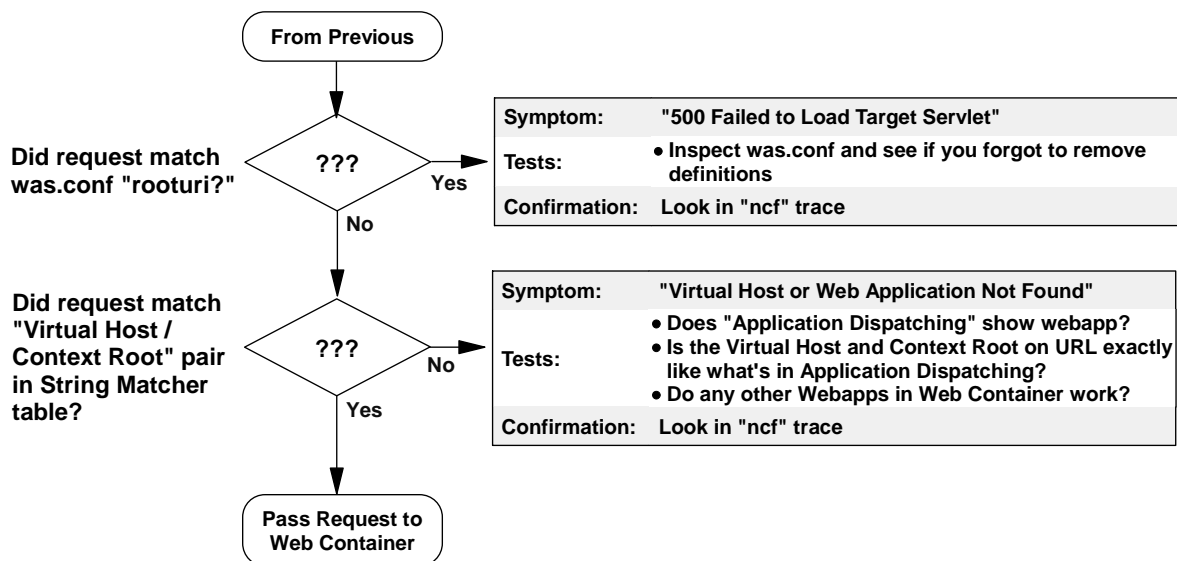 From Previous
Did request match
was.conf "rooturi?"
???
Yes
No
Symptom: "500 Failed to Load Target Servlet"
Tests: • Inspect was.conf and see if you forgot to remove
definitions
Confirmation: Look in "ncf" trace
Did request match
"Virtual Host /
Context Root" pair
in String Matcher
table?
???
No
Yes
Symptom: "Virtual Host or Web Application Not Found"
• Does "Application Dispatching" show webapp?
Tests: • Is the Virtual Host and Context Root on URL exactly
like what's in Application Dispatching?
• Do any other Webapps in Web Container work?
Confirmation: Look in "ncf" trace
Pass Request to
Web Container